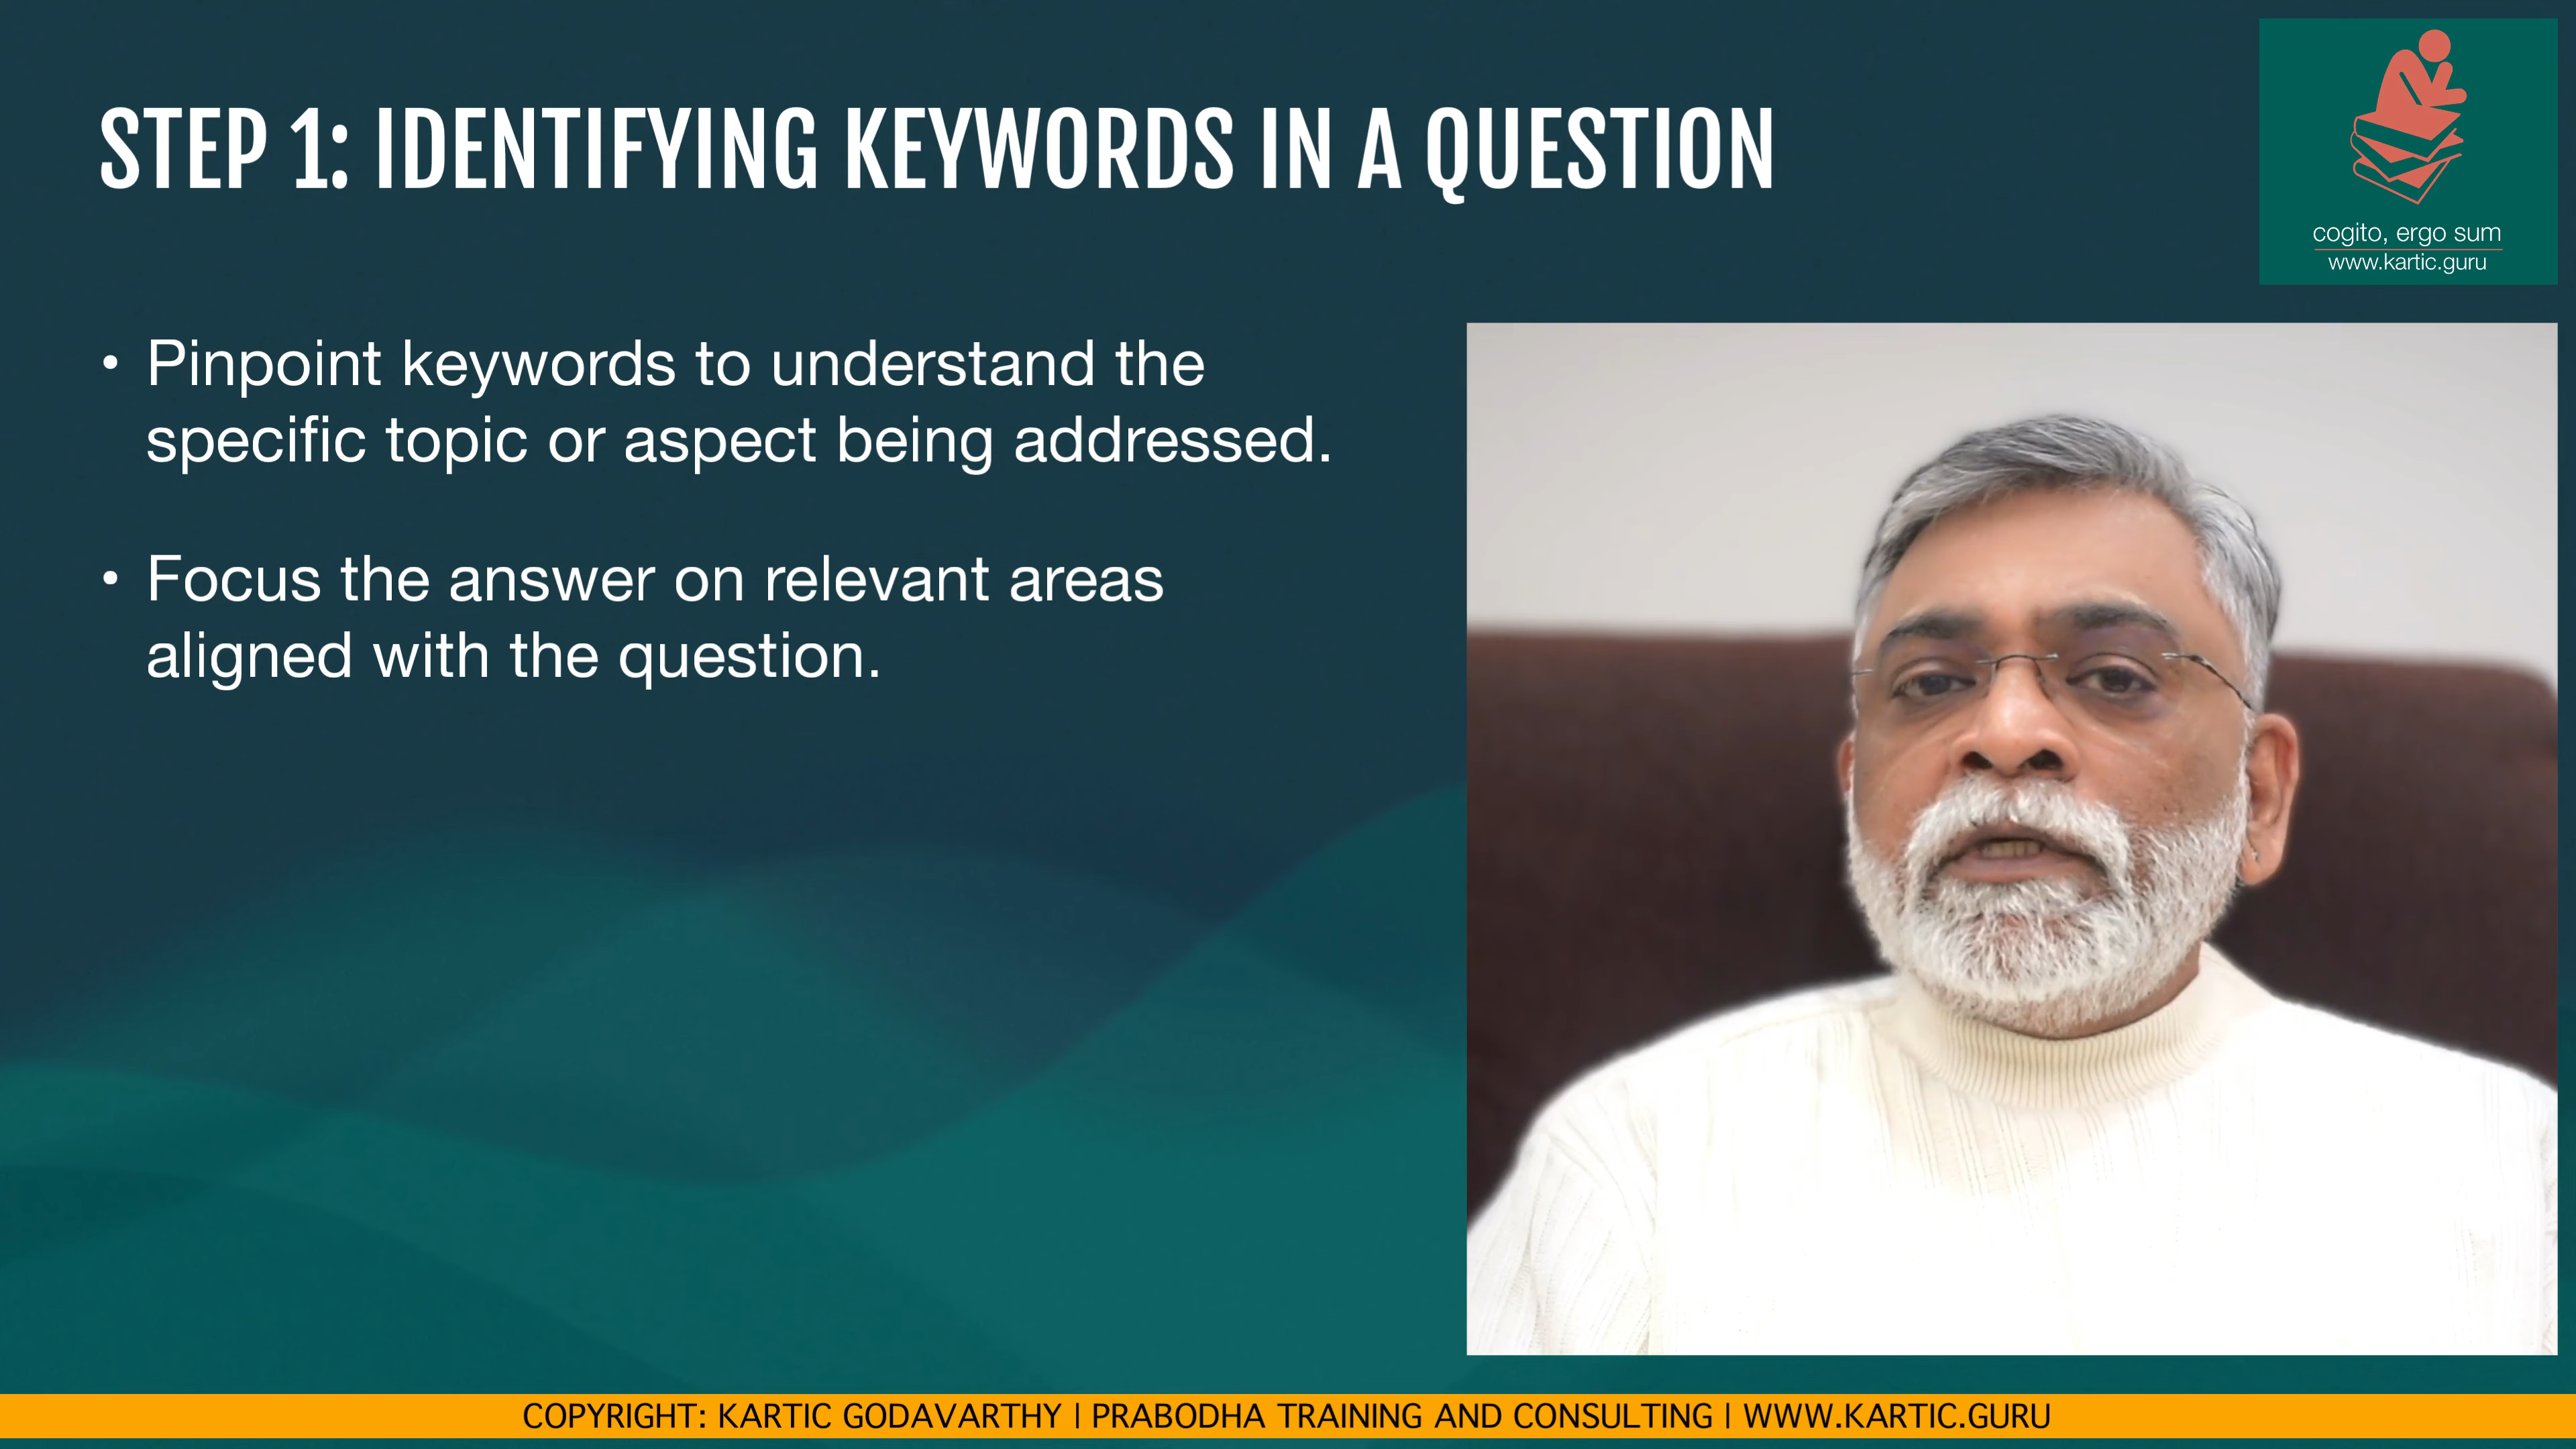 STEP 1: IDENTIFYING KEYWORDS IN A QUESTION
cogito, ergo sum
www.kartic.guru
• Pinpoint keywords to understand the
specific topic or aspect being addressed.
• Focus the answer on relevant areas
aligned with the question.
COPYRIGHT: KARTIC GODAVARTHY | PRABODHA TRAINING AND CONSULTING | WWW.KARTIC.GURU